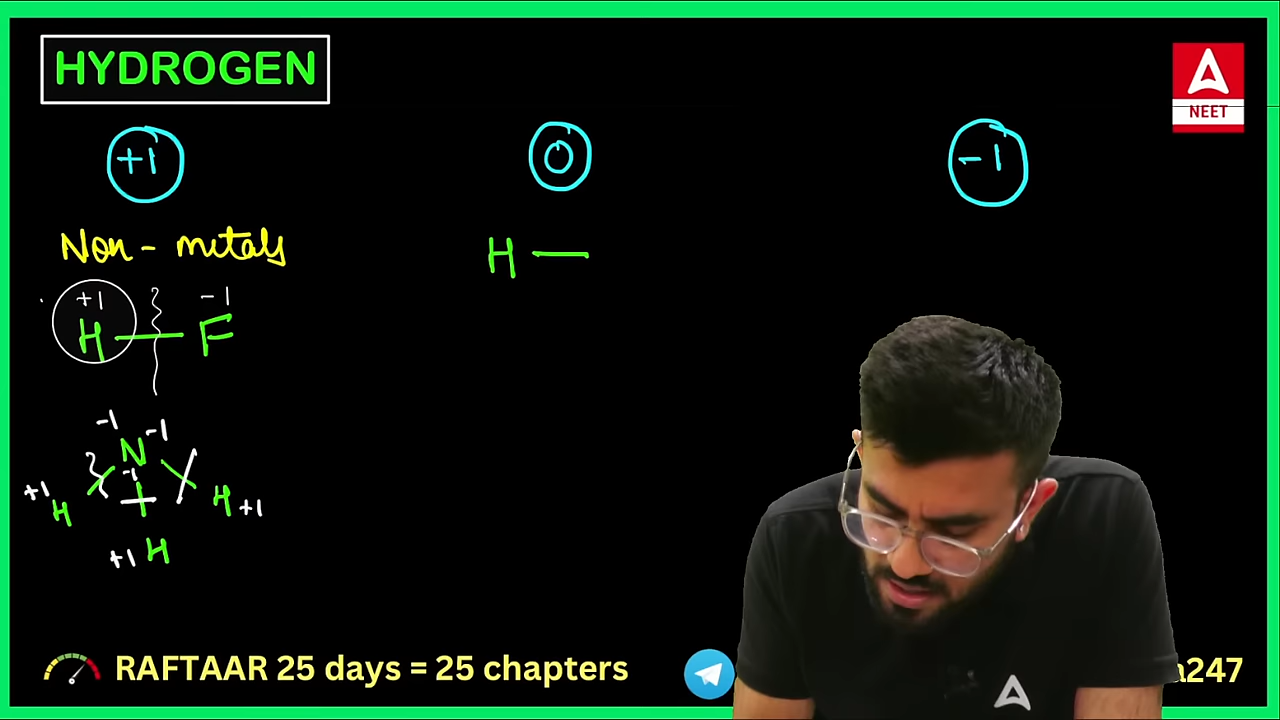 HYDROGEN
NEET
+1
0
-1
Non-metals
H —
+1 -1
H — F
-1 -1
N
-1
+1 H H +1
+1 H
RAFTAAR 25 days = 25 chapters
a247